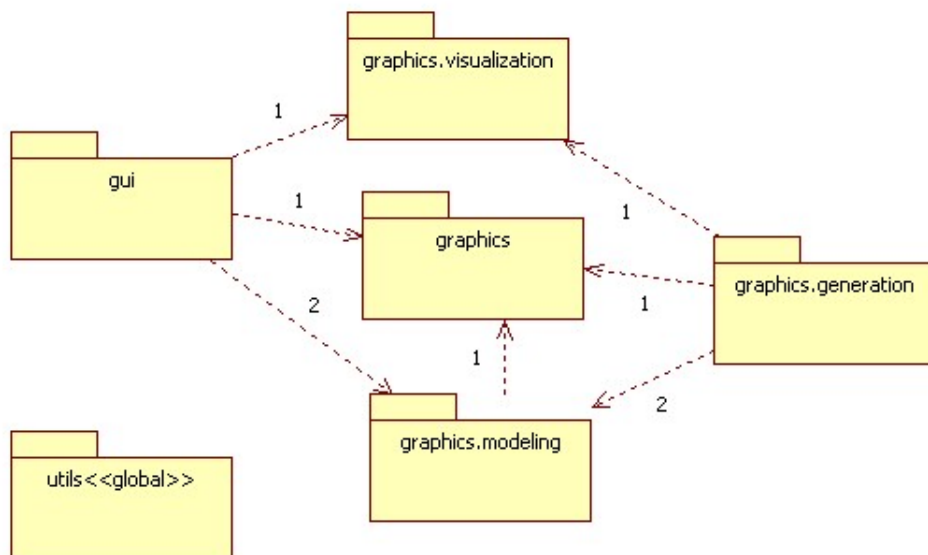 graphics.visualization
1
gui
1
1
graphics
graphics.generation
2
1
1
2
graphics.modeling
utils<<global>>